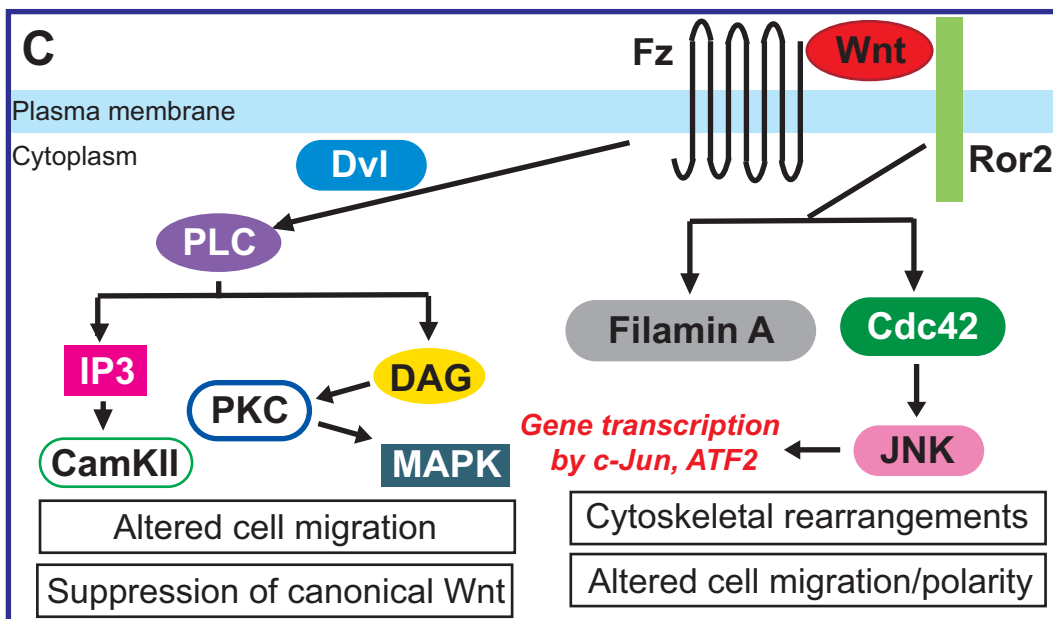 C
Fz
Wnt
Plasma membrane
Cytoplasm
Dvl
Ror2
PLC
Filamin A
Cdc42
IP3
DAG
PKC
CamKII
MAPK
Gene transcription
by c-Jun, ATF2
JNK
Altered cell migration
Suppression of canonical Wnt
Cytoskeletal rearrangements
Altered cell migration/polarity